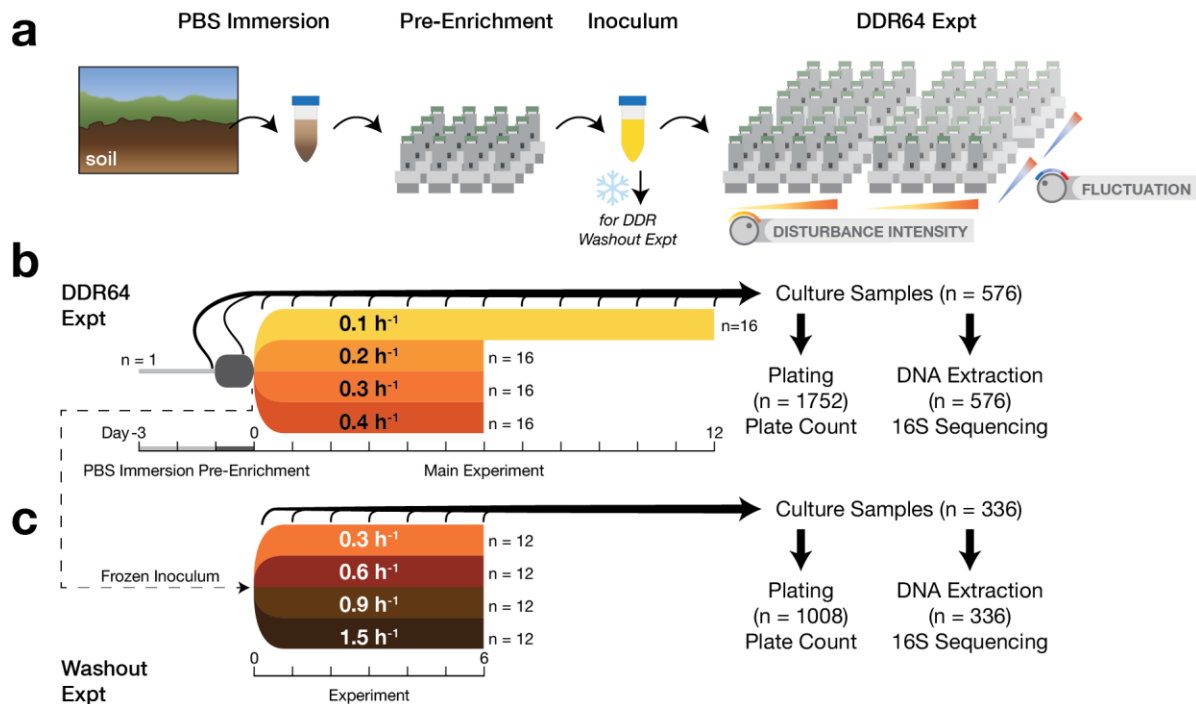 a
PBS Immersion
Pre-Enrichment
Inoculum
DDR64 Expt
soil
for DDR
Washout Expt
FLUCTUATION
DISTURBANCE INTENSITY
b
DDR64
Expt
n = 1
0.1 h⁻¹
n=16
0.2 h⁻¹
n = 16
0.3 h⁻¹
n = 16
0.4 h⁻¹
n = 16
Day -3
0
12
PBS Immersion
Pre-Enrichment
Main Experiment
Culture Samples (n = 576)
Plating
(n = 1752)
Plate Count
DNA Extraction
(n = 576)
16S Sequencing
c
Frozen Inoculum
0.3 h⁻¹
n = 12
0.6 h⁻¹
n = 12
0.9 h⁻¹
n = 12
1.5 h⁻¹
n = 12
0
6
Washout
Expt
Experiment
Culture Samples (n = 336)
Plating
(n = 1008)
Plate Count
DNA Extraction
(n = 336)
16S Sequencing